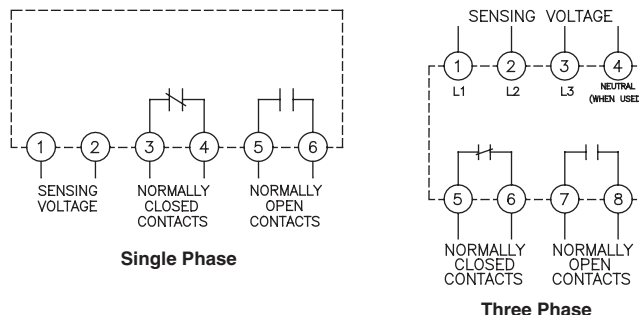 1 2 3 4 5 6
SENSING VOLTAGE
NORMALLY CLOSED CONTACTS
NORMALLY OPEN CONTACTS
Single Phase
SENSING VOLTAGE
1 2 3 4
L1 L2 L3 NEUTRAL
(WHEN USED
5 6 7 8
NORMALLY CLOSED CONTACTS
NORMALLY OPEN CONTACTS
Three Phase